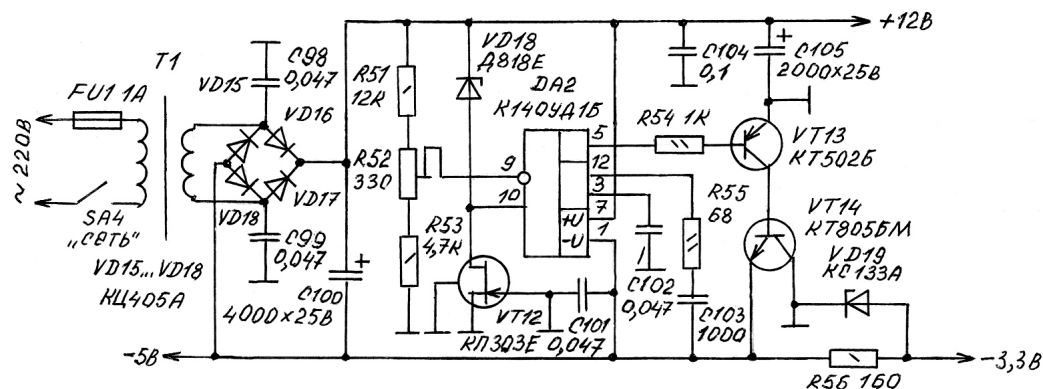 +12В
T1
FU1 1А
~220В
SA4
„СЕТЬ"
VD15...VD18
КЦ405А
C98
0,047
VD15
VD16
VD17
VD18
C99
0,047
C100
4000×25В
R51
12К
R52
330
R53
4,7К
VD18
Д818Е
DA2
К140УД1Б
9
10
5
12
3
7
1
+U
-U
VT12
КП303Е
C101
0,047
C102
0,047
C103
1000
C104
0,1
C105
2000×25В
R54 1К
R55
68
VT13
КТ502Б
VT14
КТ805БМ
VD19
КС133А
-5В
R56 160
-3,3В